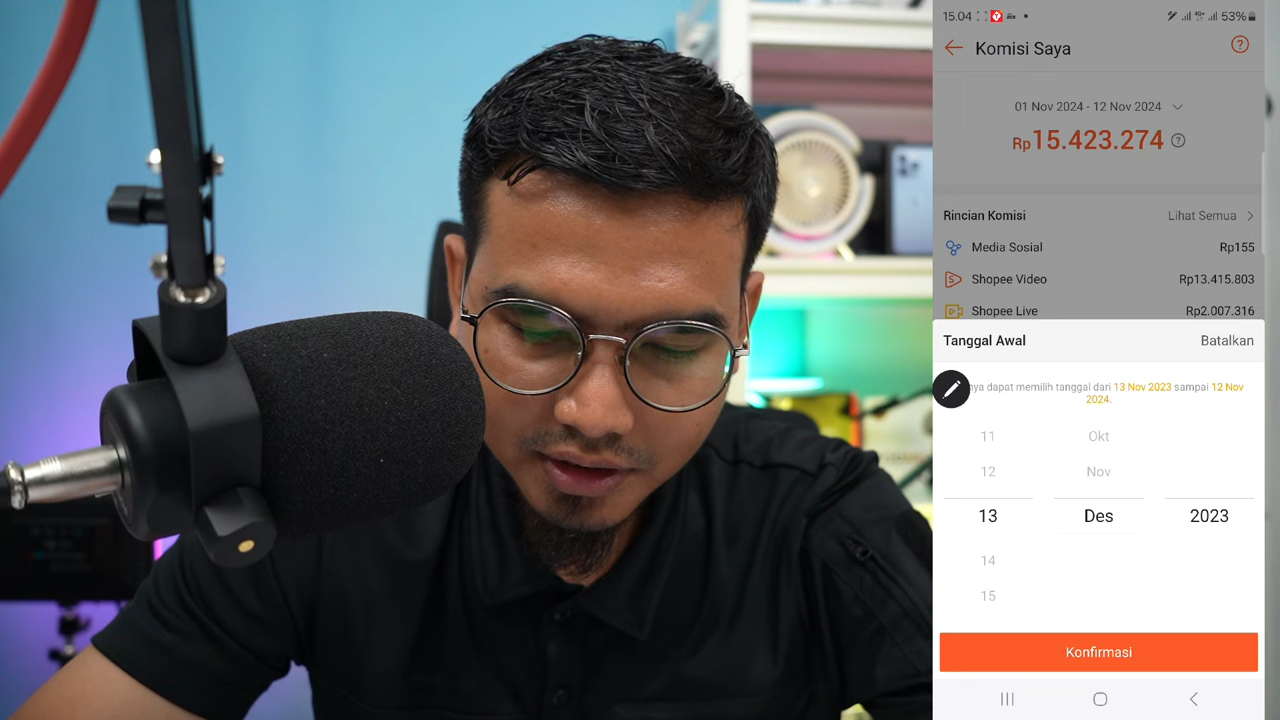 15.04
4G+
53%
Komisi Saya
01 Nov 2024 - 12 Nov 2024
Rp15.423.274
Rincian Komisi
Lihat Semua
Media Sosial
Rp155
Shopee Video
Rp13.415.803
Shopee Live
Rp2.007.316
Tanggal Awal
Batalkan
dapat memilih tanggal dari 13 Nov 2023 sampai 12 Nov
2024.
11 Okt
12 Nov
13 Des 2023
14
15
Konfirmasi